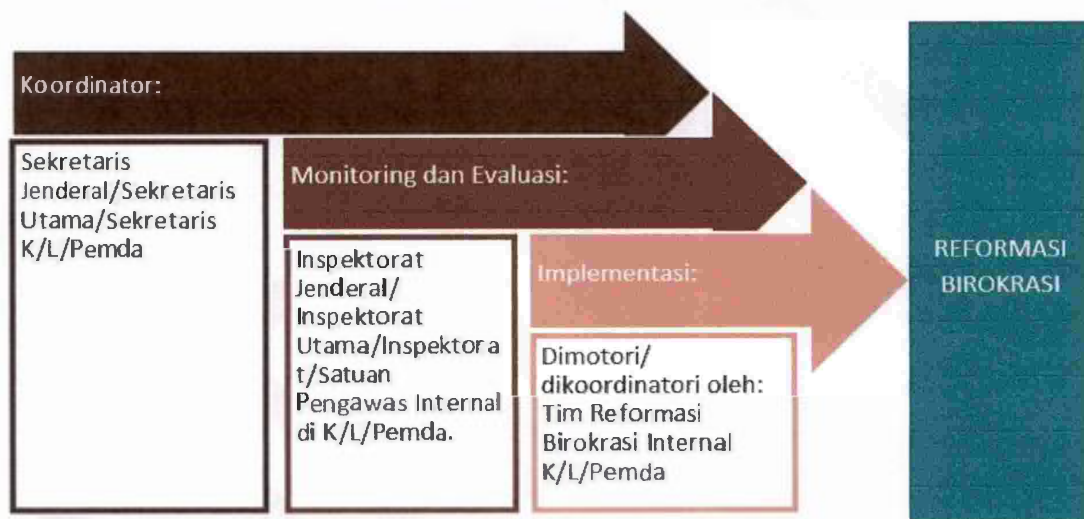 Koordinator:
Sekretaris
Jenderal/Sekretaris
Utama/Sekretaris
K/L/Pemda
Monitoring dan Evaluasi:
Inspektorat
Jenderal/
Inspektorat
Utama/Inspektora
t/Satuan
Pengawas Internal
di K/L/Pemda.
Implementasi:
Dimotori/
dikoordinatori oleh:
Tim Reformasi
Birokrasi Internal
K/L/Pemda
REFORMASI
BIROKRASI